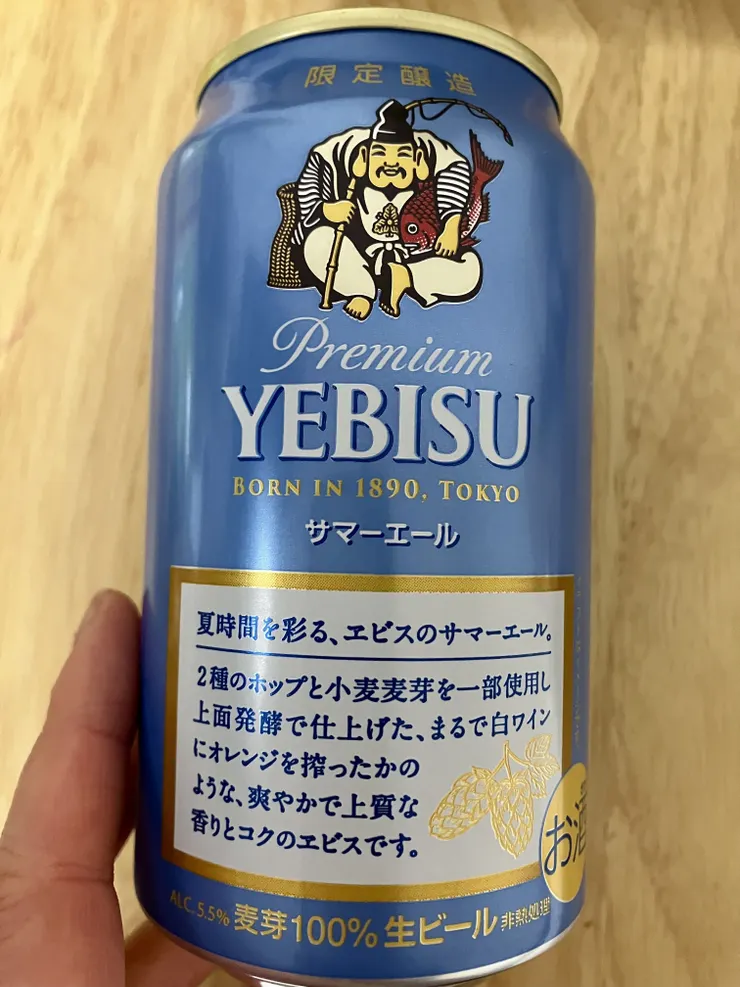 限定醸造
Premium
YEBISU
BORN IN 1890, TOKYO
サマーエール
夏時間を彩る、ヱビスのサマーエール。
2種のホップと小麦麦芽を一部使用し
上面発酵で仕上げた、まるで白ワイン
にオレンジを搾ったかの
ような、爽やかで上質な
香りとコクのヱビスです。
お酒
ALC.5.5% 麦芽100% 生ビール 非熱処理